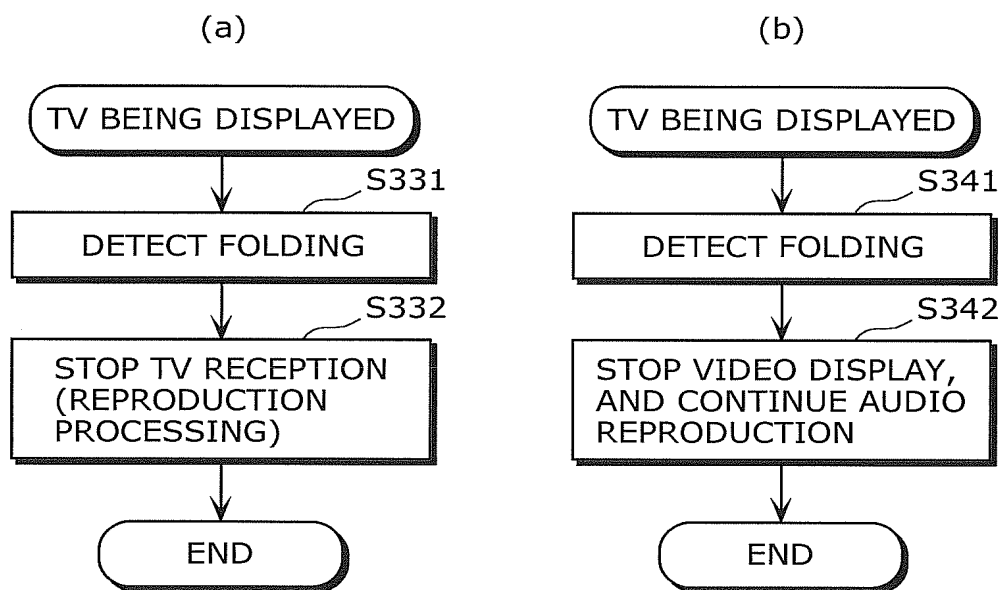 (a)
TV BEING DISPLAYED
S331
DETECT FOLDING
S332
STOP TV RECEPTION
(REPRODUCTION
PROCESSING)
END
(b)
TV BEING DISPLAYED
S341
DETECT FOLDING
S342
STOP VIDEO DISPLAY,
AND CONTINUE AUDIO
REPRODUCTION
END